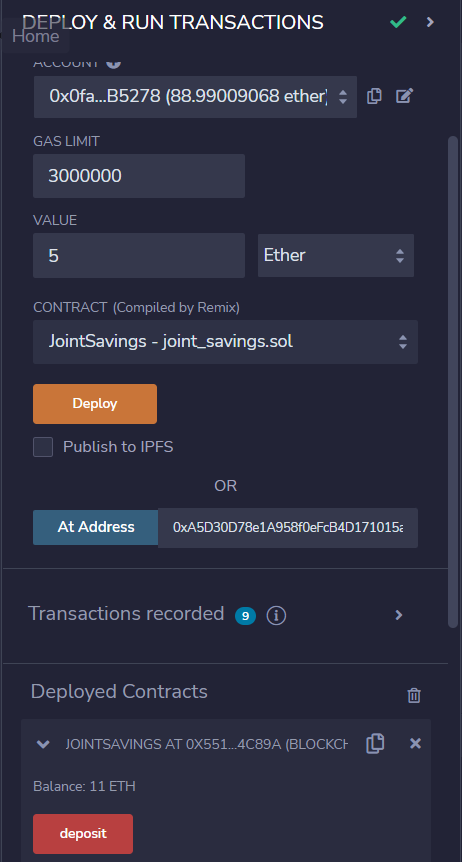 DEPLOY & RUN TRANSACTIONS
Home
ACCOUNT
0x0fa...B5278 (88.99009068 ether)
GAS LIMIT
3000000
VALUE
5
Ether
CONTRACT (Compiled by Remix)
JointSavings - joint_savings.sol
Deploy
Publish to IPFS
OR
At Address
0xA5D30D78e1A958f0eFcB4D171015a
Transactions recorded 9 i
Deployed Contracts
JOINTSAVINGS AT 0X551...4C89A (BLOCKCH
Balance: 11 ETH
deposit